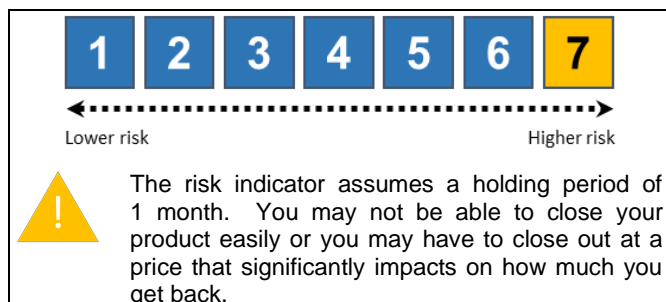 1 2 3 4 5 6 7
Lower risk Higher risk
!
The risk indicator assumes a holding period of
1 month. You may not be able to close your
product easily or you may have to close out at a
price that significantly impacts on how much you
get back.